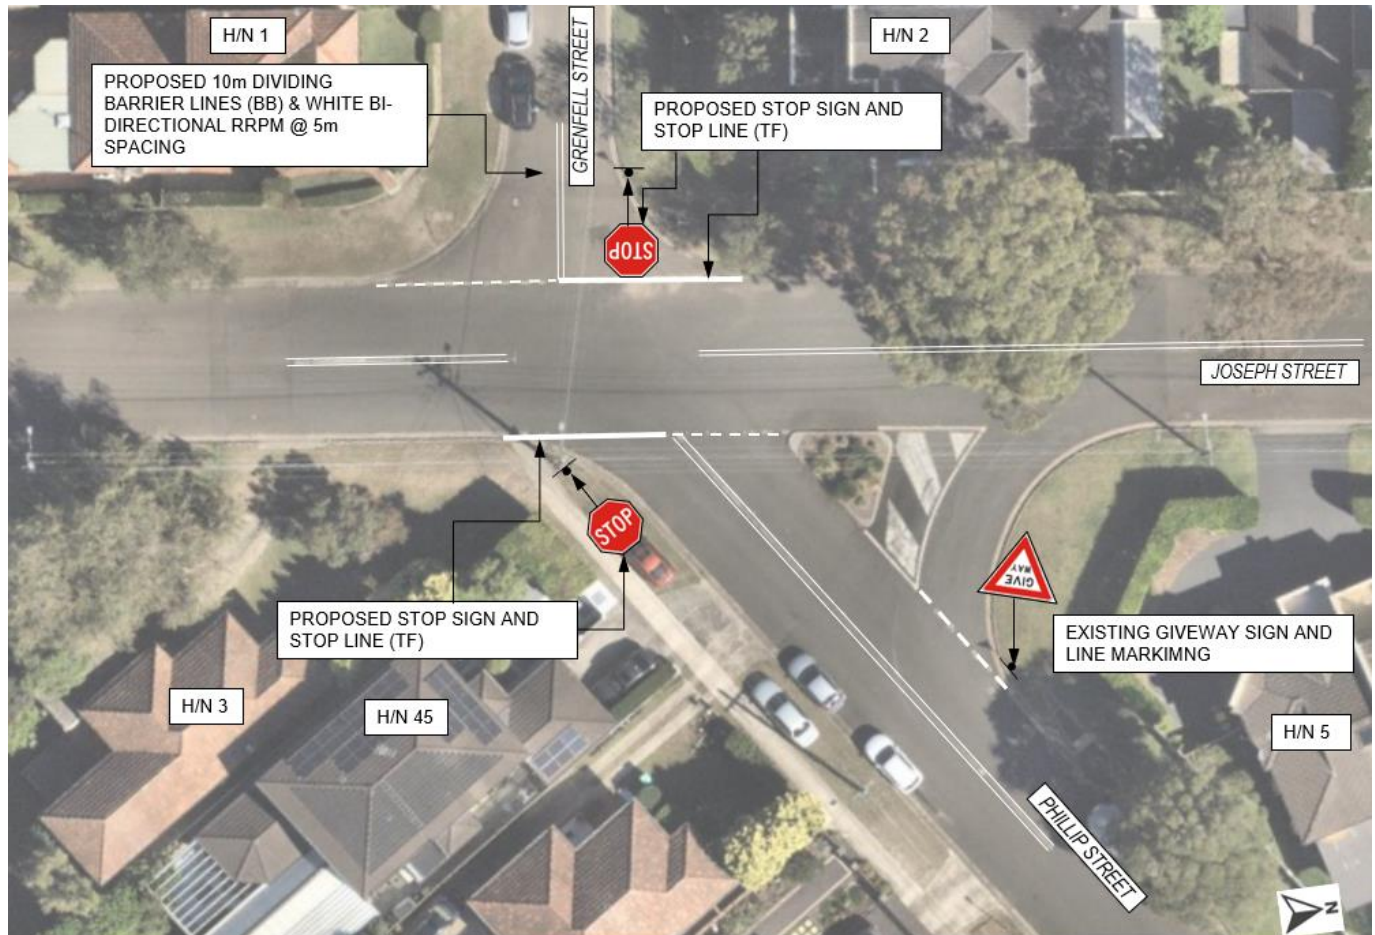 H/N 1
H/N 2
PROPOSED 10m DIVIDING
BARRIER LINES (BB) & WHITE BI-
DIRECTIONAL RRPM @ 5m
SPACING
GRENFELL STREET
PROPOSED STOP SIGN AND
STOP LINE (TF)
STOP
JOSEPH STREET
STOP
GIVE
WAY
PROPOSED STOP SIGN AND
STOP LINE (TF)
EXISTING GIVEWAY SIGN AND
LINE MARKIMNG
H/N 3
H/N 45
H/N 5
PHILLIP STREET
N